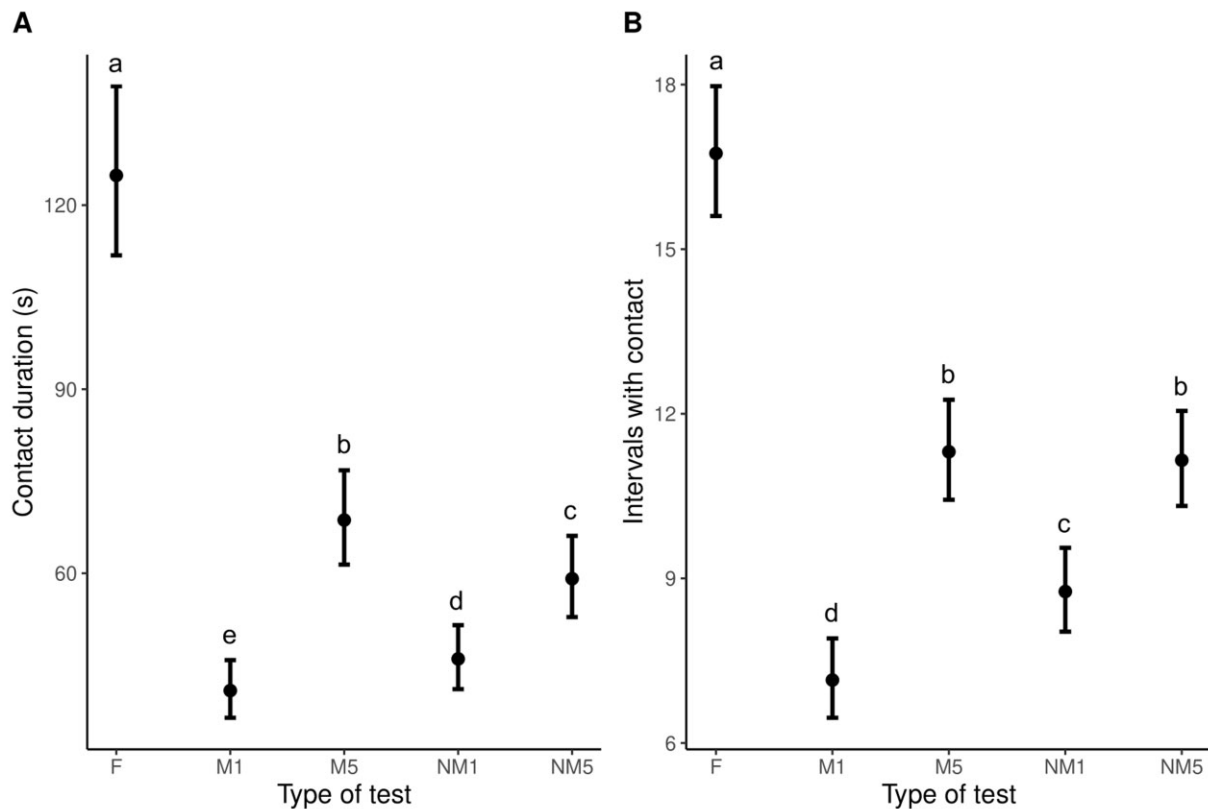 A
a
120
90
60
Contact duration (s)
b
c
d
e
F M1 M5 NM1 NM5
Type of test
B
a
18
15
12
9
6
Intervals with contact
b
b
c
d
F M1 M5 NM1 NM5
Type of test